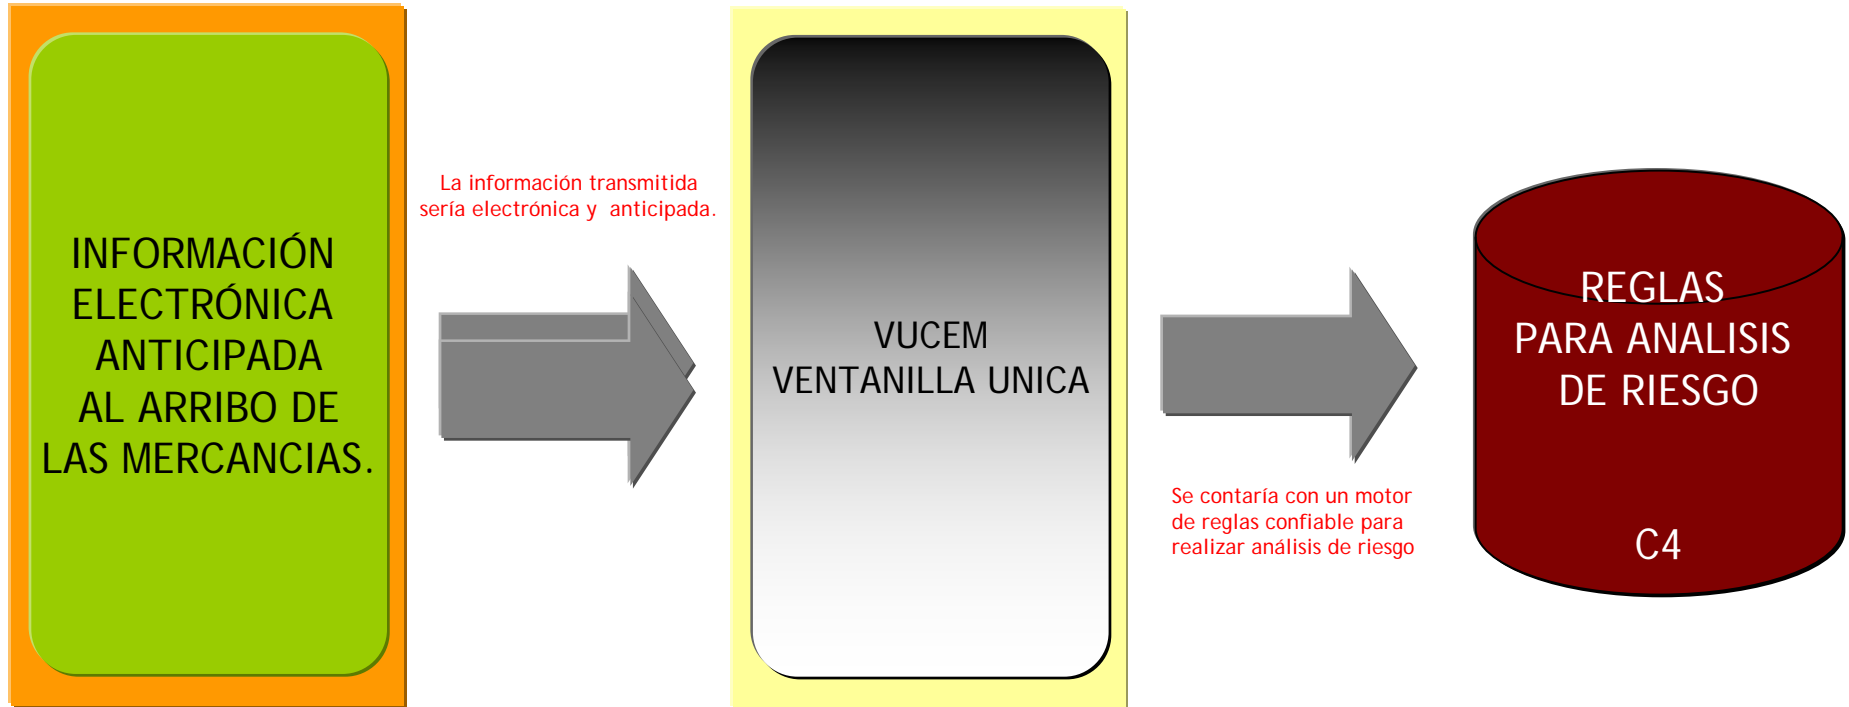 INFORMACIÓN
ELECTRÓNICA
ANTICIPADA
AL ARRIBO DE
LAS MERCANCIAS.
La información transmitida
sería electrónica y anticipada.
VUCEM
VENTANILLA UNICA
Se contaría con un motor
de reglas confiable para
realizar análisis de riesgo
REGLAS
PARA ANALISIS
DE RIESGO
C4